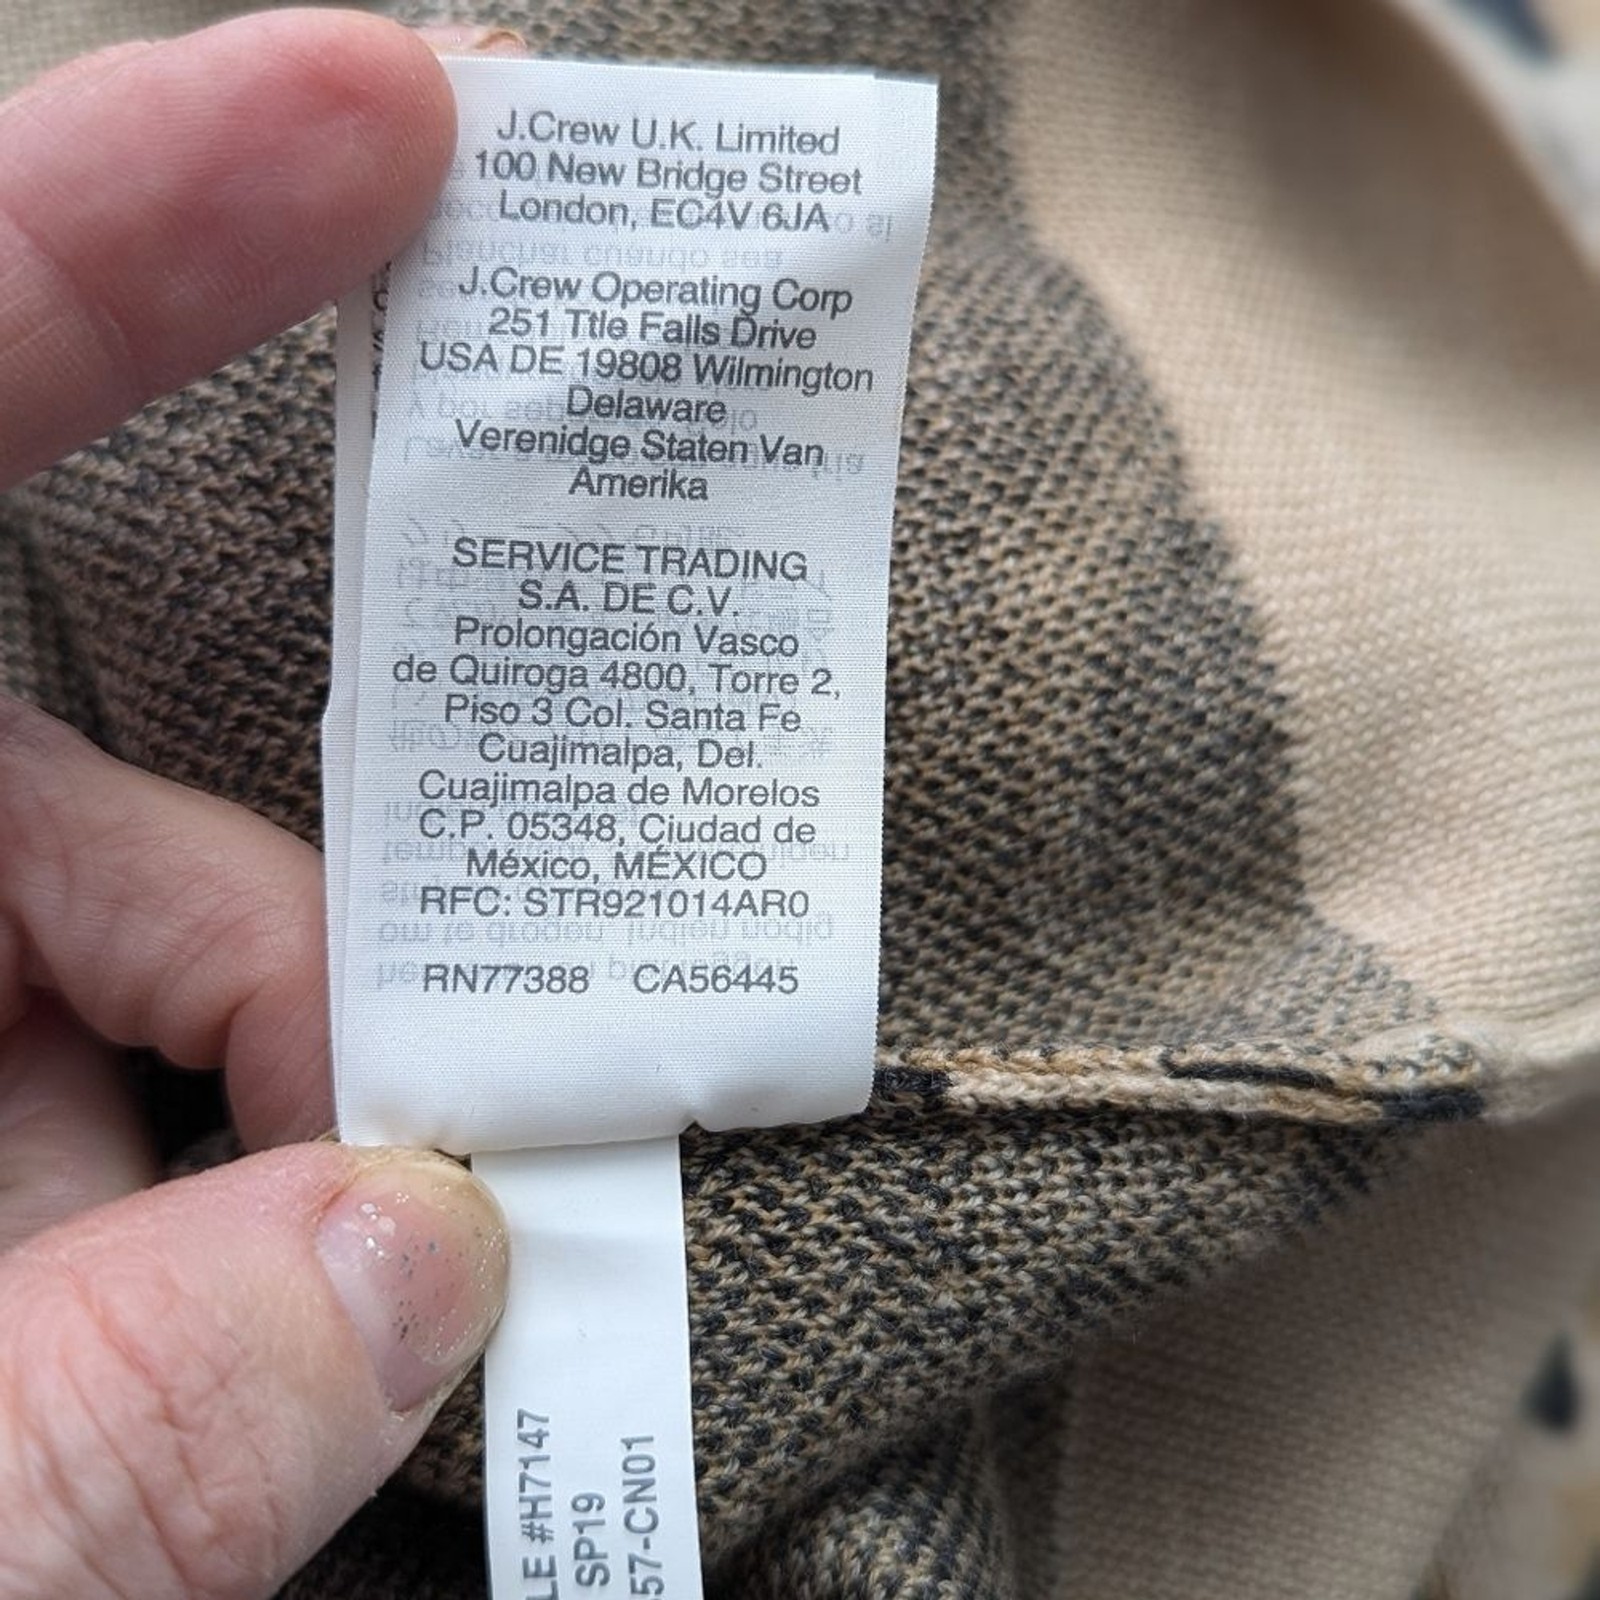 J.Crew U.K. Limited
100 New Bridge Street
London, EC4V 6JA
J.Crew Operating Corp
251 Ttle Falls Drive
USA DE 19808 Wilmington
Delaware
Verenidge Staten Van
Amerika
SERVICE TRADING
S.A. DE C.V.
Prolongación Vasco
de Quiroga 4800, Torre 2,
Piso 3 Col. Santa Fe
Cuajimalpa, Del.
Cuajimalpa de Morelos
C.P. 05348, Ciudad de
México, MÉXICO
RFC: STR921014AR0
RN77388 CA56445
LE #H7147
SP19
57-CN01